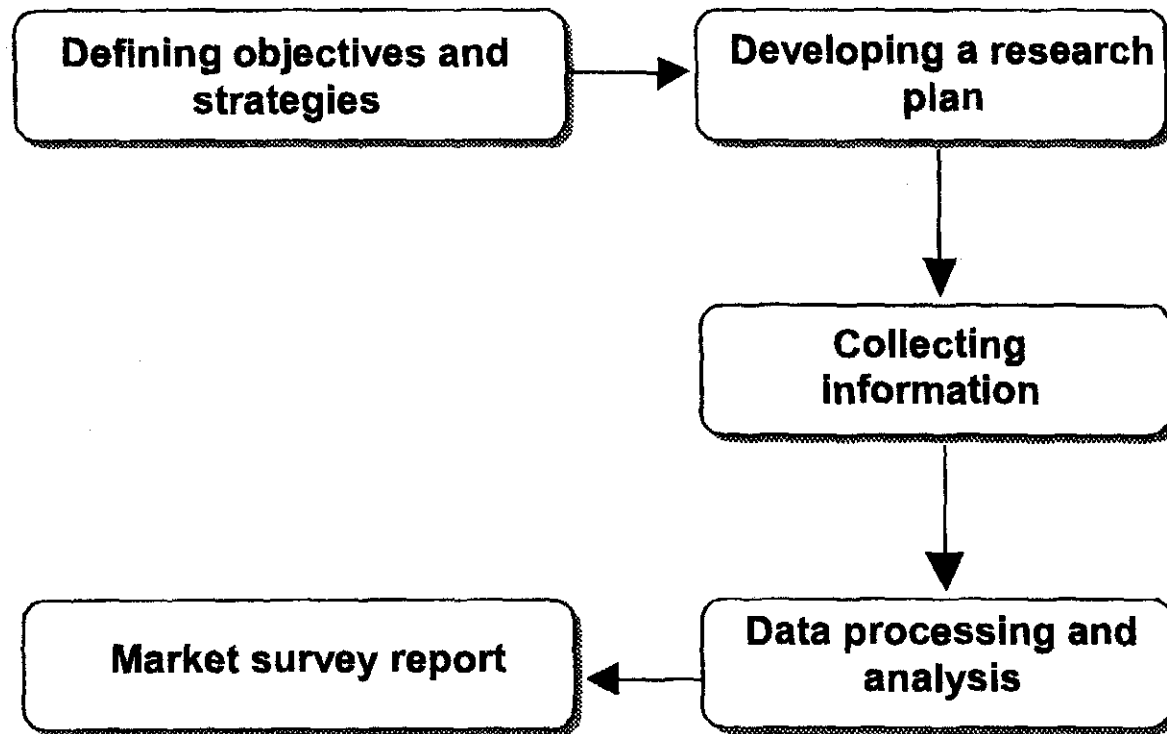 Defining objectives and
strategies
Developing a research
plan
Collecting
information
Data processing and
analysis
Market survey report